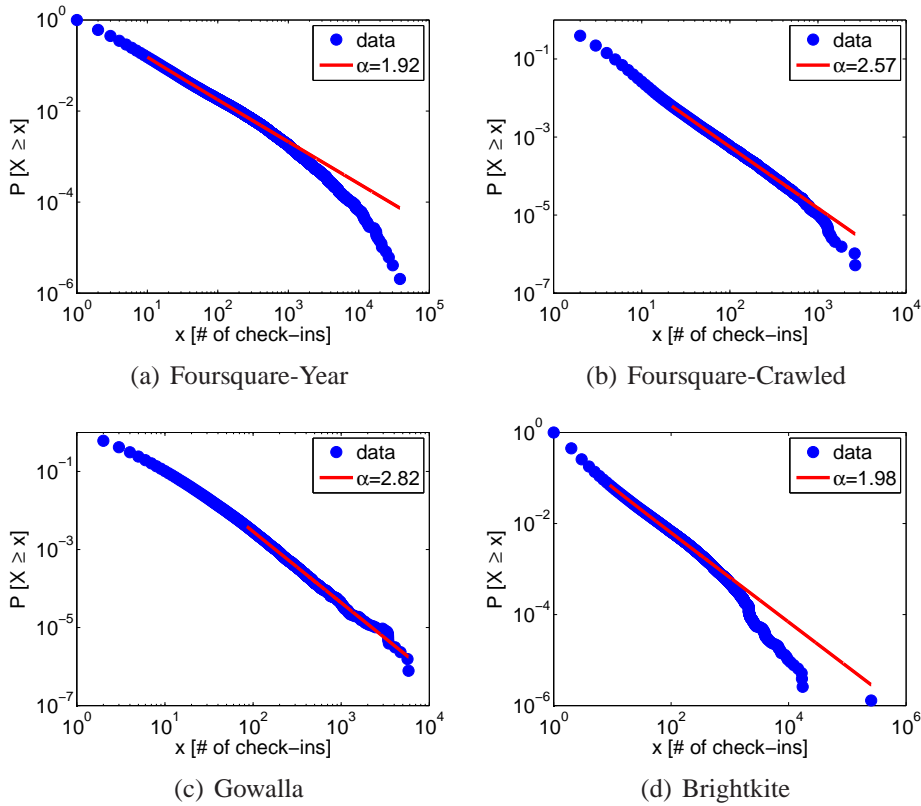 10^0
10^-2
10^-4
10^-6
P [X ≥ x]
data
α=1.92
10^0 10^1 10^2 10^3 10^4 10^5
x [# of check−ins]
(a) Foursquare-Year
10^-1
10^-3
10^-5
10^-7
P [X ≥ x]
data
α=2.57
10^0 10^1 10^2 10^3 10^4
x [# of check−ins]
(b) Foursquare-Crawled
10^-1
10^-3
10^-5
10^-7
P [X ≥ x]
data
α=2.82
10^0 10^1 10^2 10^3 10^4
x [# of check−ins]
(c) Gowalla
10^0
10^-2
10^-4
10^-6
P [X ≥ x]
data
α=1.98
10^0 10^2 10^4 10^6
x [# of check−ins]
(d) Brightkite